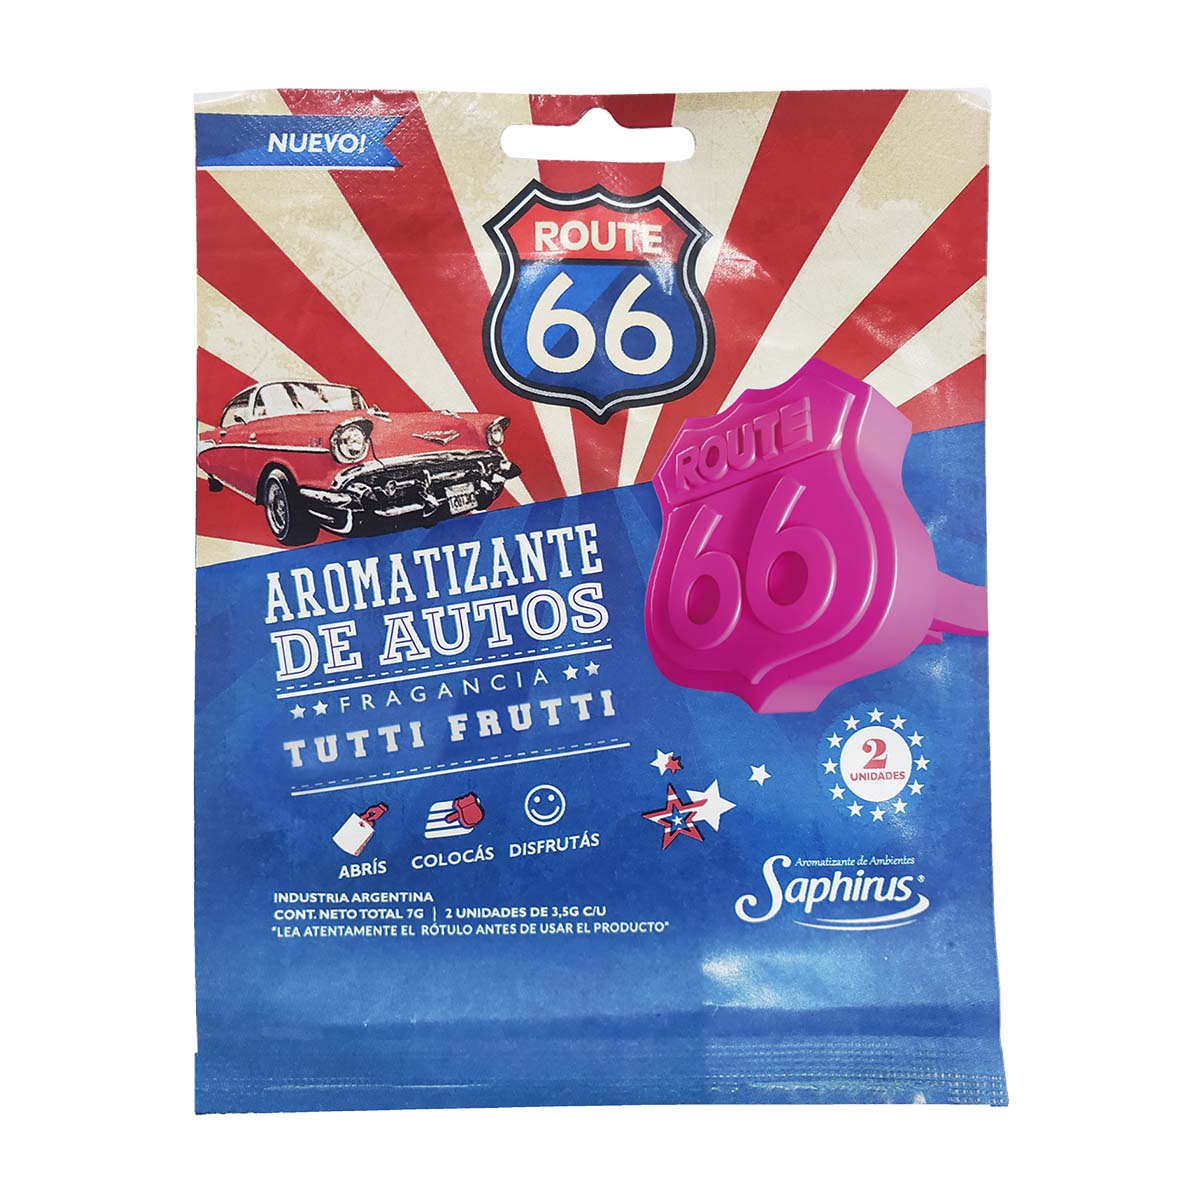 NUEVO!
ROUTE
66
ROUTE
66
AROMATIZANTE
DE AUTOS
FRAGANCIA
TUTTI FRUTTI
2
UNIDADES
ABRÍS
COLOCÁS
DISFRUTÁS
Aromatizante de Ambientes
Saphirus®
INDUSTRIA ARGENTINA
CONT. NETO TOTAL 7G | 2 UNIDADES DE 3,5G C/U
"LEA ATENTAMENTE EL RÓTULO ANTES DE USAR EL PRODUCTO"